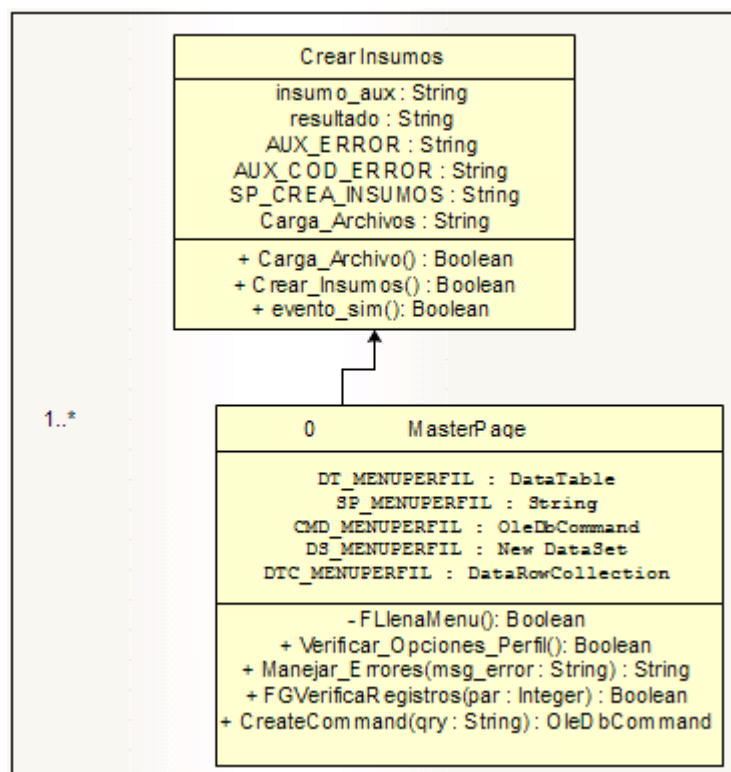 Crear Insumos
insumo_aux : String
resultado : String
AUX_ERROR : String
AUX_COD_ERROR : String
SP_CREA_INSUMOS : String
Carga_Archivos : String
+ Carga_Archivo() : Boolean
+ Crear_Insumos() : Boolean
+ evento_sim(): Boolean
1..*
0 MasterPage
DT_MENUPERFIL : DataTable
SP_MENUPERFIL : String
CMD_MENUPERFIL : OleDbCommand
DS_MENUPERFIL : New DataSet
DTC_MENUPERFIL : DataRowCollection
- FLlenaMenu(): Boolean
+ Verificar_Opciones_Perfil(): Boolean
+ Manejar_Errores(msg_error : String) : String
+ FGVerificaRegistros(par : Integer) : Boolean
+ CreateCommand(qry : String) : OleDbCommand